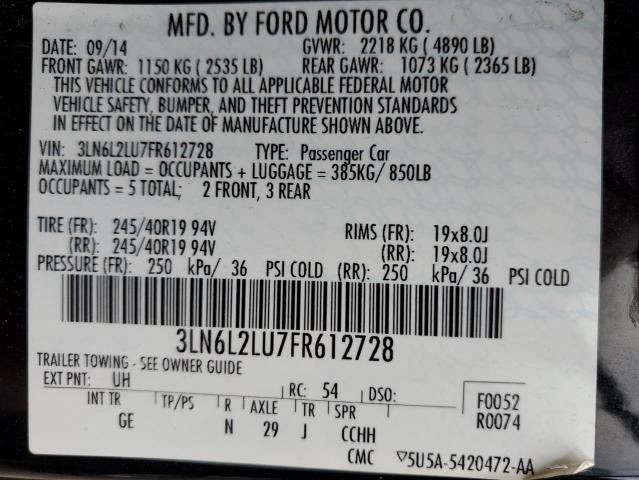 MFD. BY FORD MOTOR CO.
DATE: 09/14 GVWR: 2218 KG ( 4890 LB)
FRONT GAWR: 1150 KG ( 2535 LB) REAR GAWR: 1073 KG ( 2365 LB)
THIS VEHICLE CONFORMS TO ALL APPLICABLE FEDERAL MOTOR
VEHICLE SAFETY, BUMPER, AND THEFT PREVENTION STANDARDS
IN EFFECT ON THE DATE OF MANUFACTURE SHOWN ABOVE.
VIN: 3LN6L2LU7FR612728 TYPE: Passenger Car
MAXIMUM LOAD = OCCUPANTS + LUGGAGE = 385KG/ 850LB
OCCUPANTS = 5 TOTAL; 2 FRONT, 3 REAR
TIRE (FR): 245/40R19 94V RIMS (FR): 19x8.0J
(RR): 245/40R19 94V (RR): 19x8.0J
PRESSURE (FR): 250 kPa/ 36 PSI COLD (RR): 250 kPa/ 36 PSI COLD
3LN6L2LU7FR612728
TRAILER TOWING - SEE OWNER GUIDE
EXT PNT: UH RC: 54 DSO: F0052
INT TR TP/PS R AXLE TR SPR R0074
GE N 29 J CCHH
CMC ▽5U5A-5420472-AA